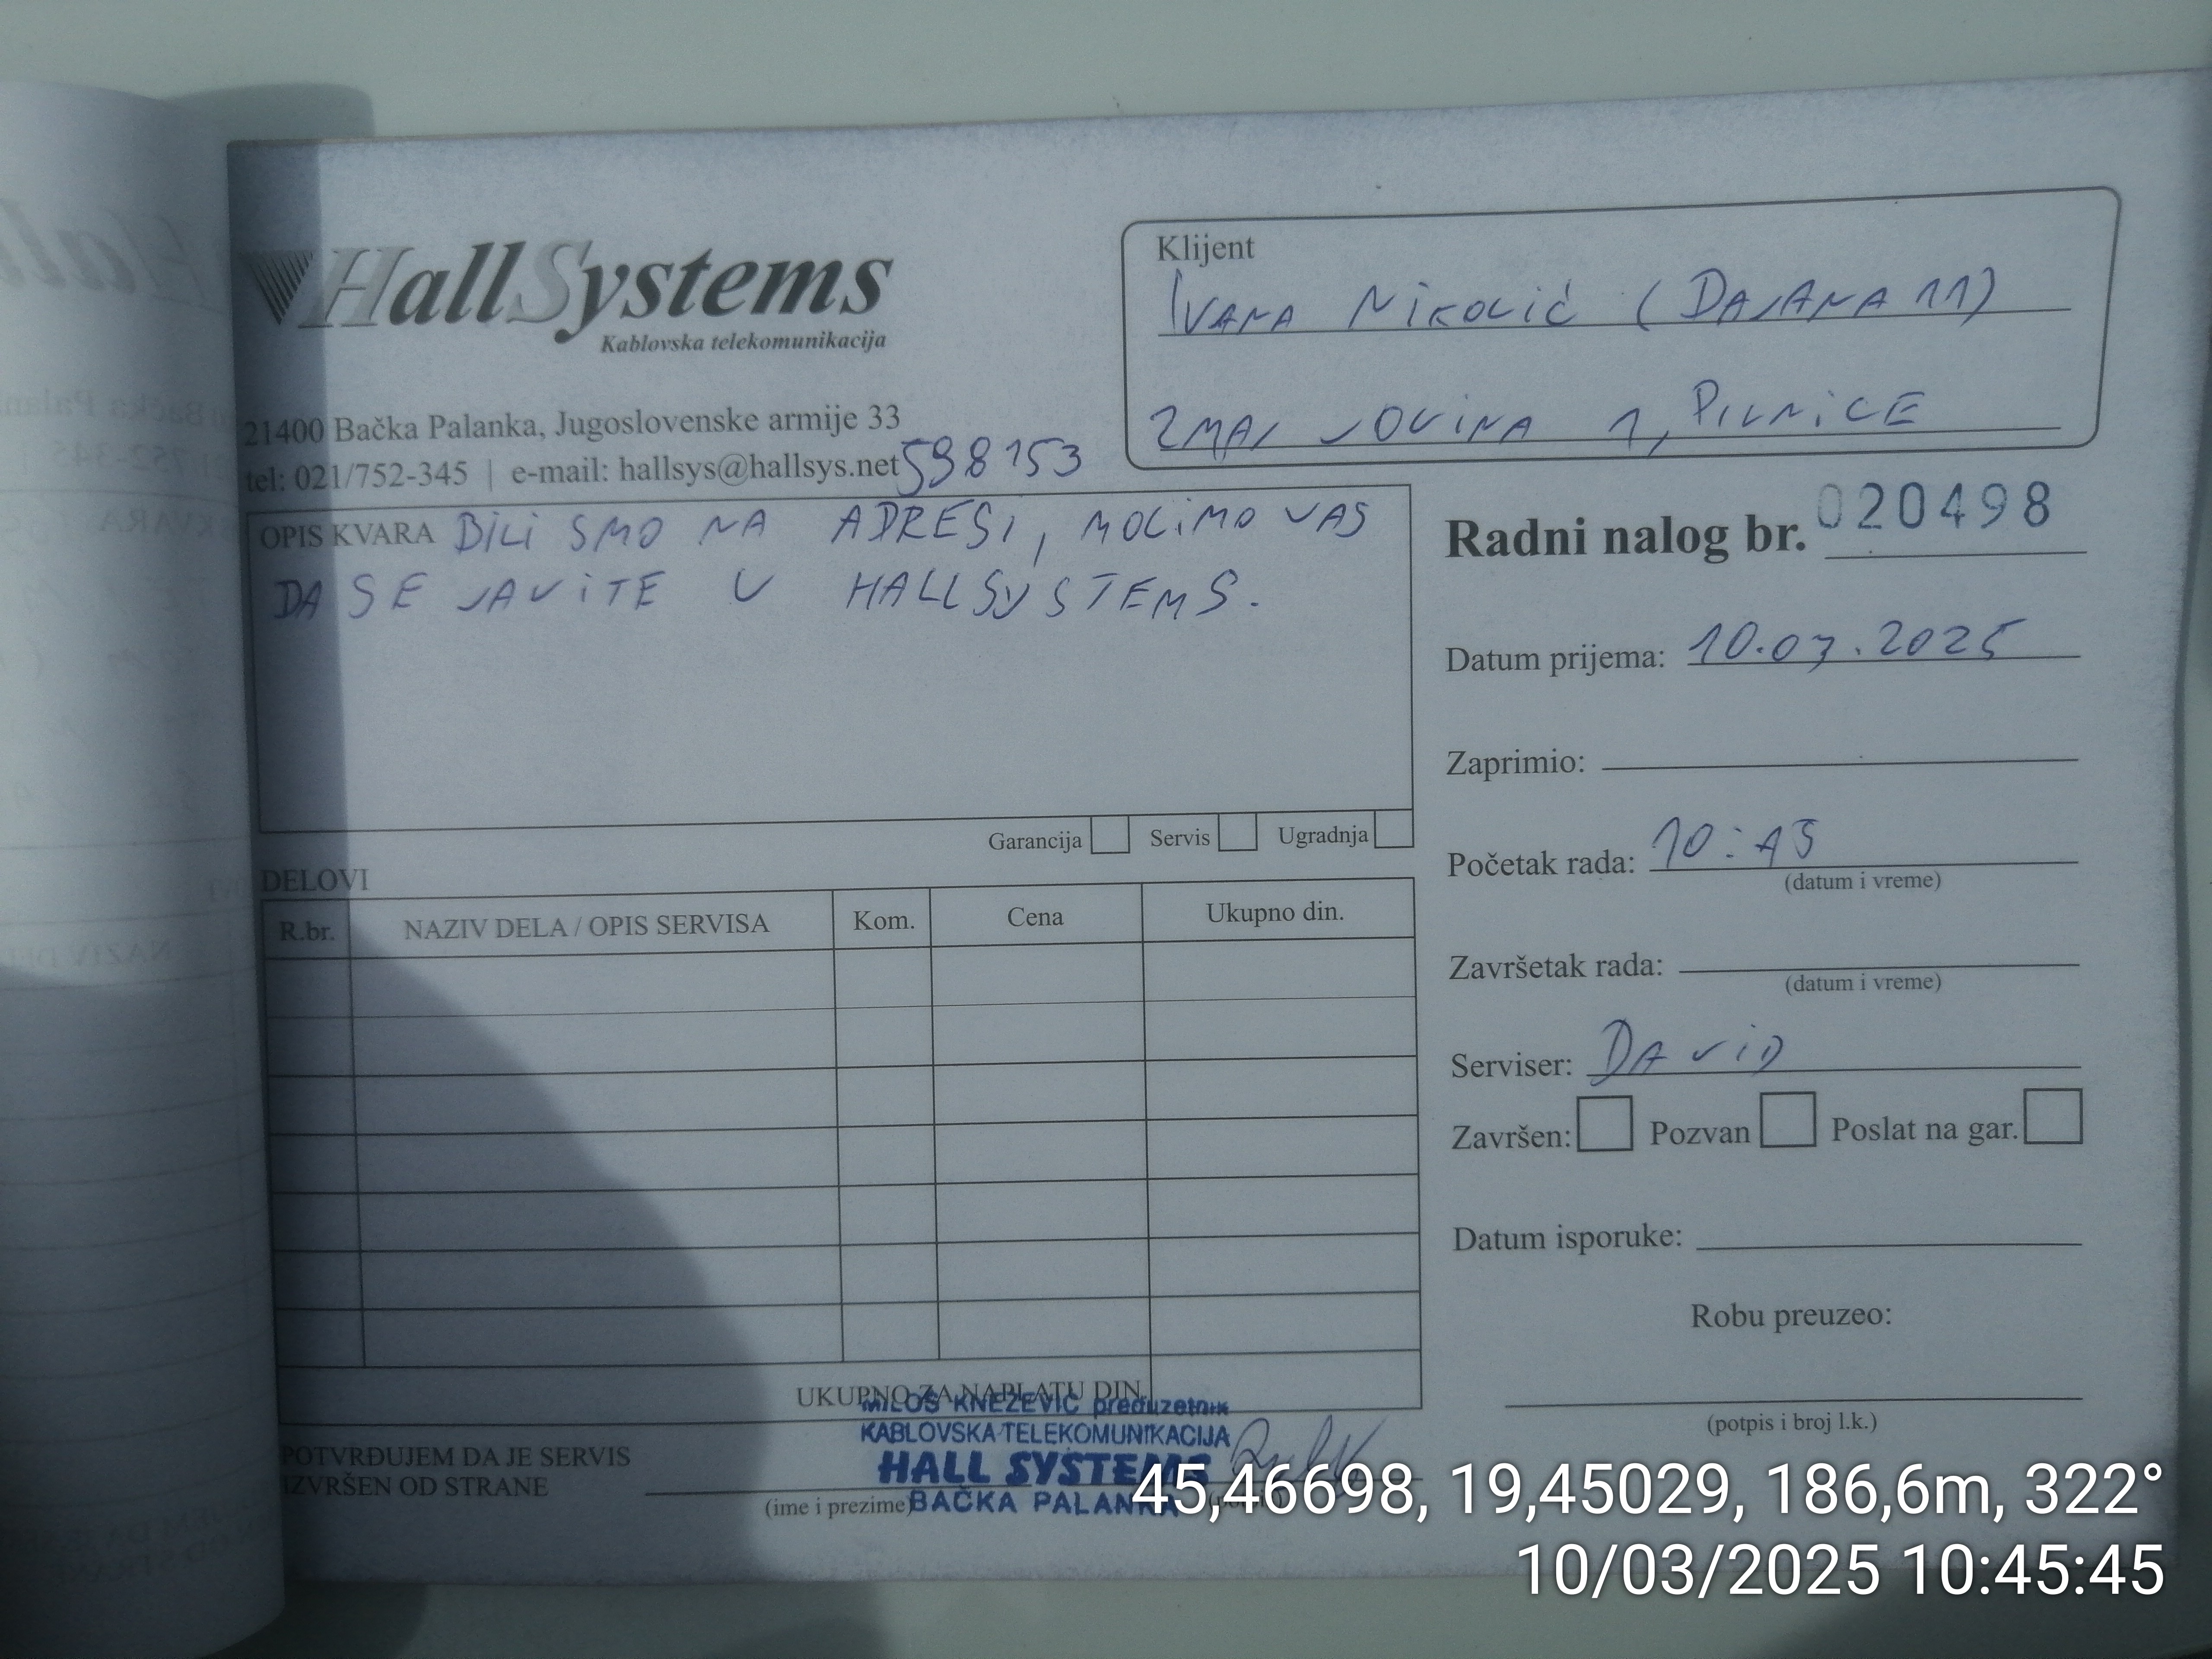 HallSystems
Kablovska telekomunikacija
21400 Bačka Palanka, Jugoslovenske armije 33
tel: 021/752-345 | e-mail: hallsys@hallsys.net
598153
Klijent
IVANA NIKOLIĆ (DAJANA 11)
ZMAJ JOVINA 1, PIVNICE
OPIS KVARA BILI SMO NA ADRESI, MOLIMO VAS
DA SE JAVITE U HALLSYSTEMS.
Garancija Servis Ugradnja
Radni nalog br. 020498
Datum prijema: 10.03.2025
Zaprimio:
Početak rada: 10:45
(datum i vreme)
Završetak rada:
(datum i vreme)
Serviser: DAVID
Završen: Pozvan Poslat na gar.
Datum isporuke:
Robu preuzeo:
(potpis i broj l.k.)
DELOVI
R.br. NAZIV DELA / OPIS SERVISA Kom. Cena Ukupno din.
UKUPNO ZA NAPLATU DIN.
POTVRĐUJEM DA JE SERVIS
IZVRŠEN OD STRANE
(ime i prezime)
MILOŠ KNEŽEVIĆ preduzetnik
KABLOVSKA TELEKOMUNIKACIJA
HALL SYSTEMS
BAČKA PALANKA
45,46698, 19,45029, 186,6m, 322°
10/03/2025 10:45:45